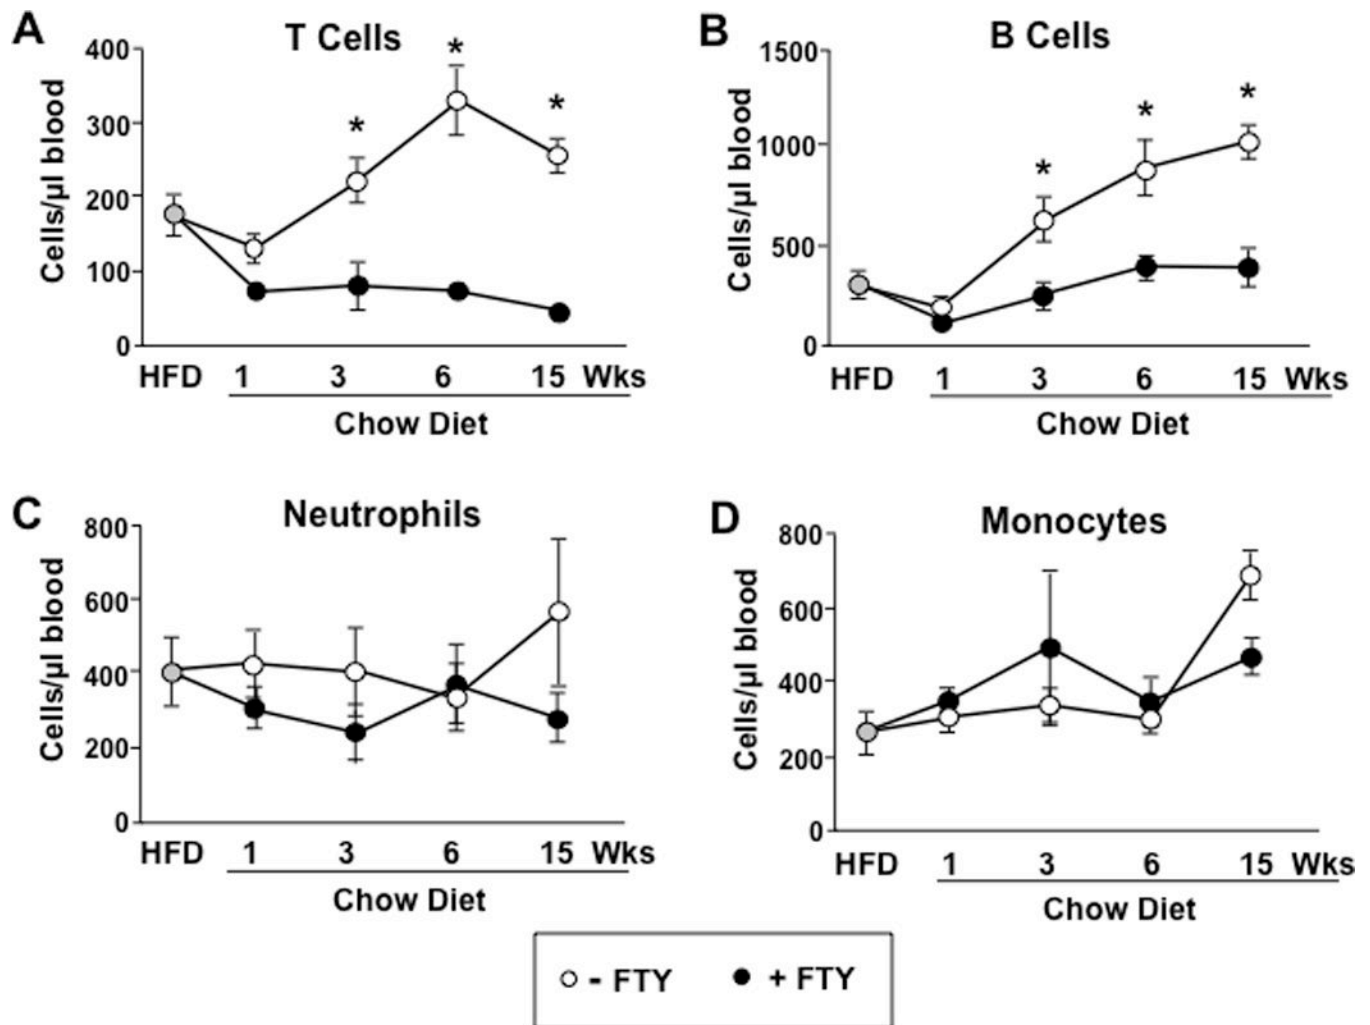 A
T Cells
Cells/µl blood
400
300
200
100
0
*
*
*
HFD 1 3 6 15 Wks
Chow Diet
B
B Cells
Cells/µl blood
1500
1000
500
0
*
*
*
HFD 1 3 6 15 Wks
Chow Diet
C
Neutrophils
Cells/µl blood
800
600
400
200
0
HFD 1 3 6 15 Wks
Chow Diet
D
Monocytes
Cells/µl blood
800
600
400
200
0
HFD 1 3 6 15 Wks
Chow Diet
- FTY + FTY